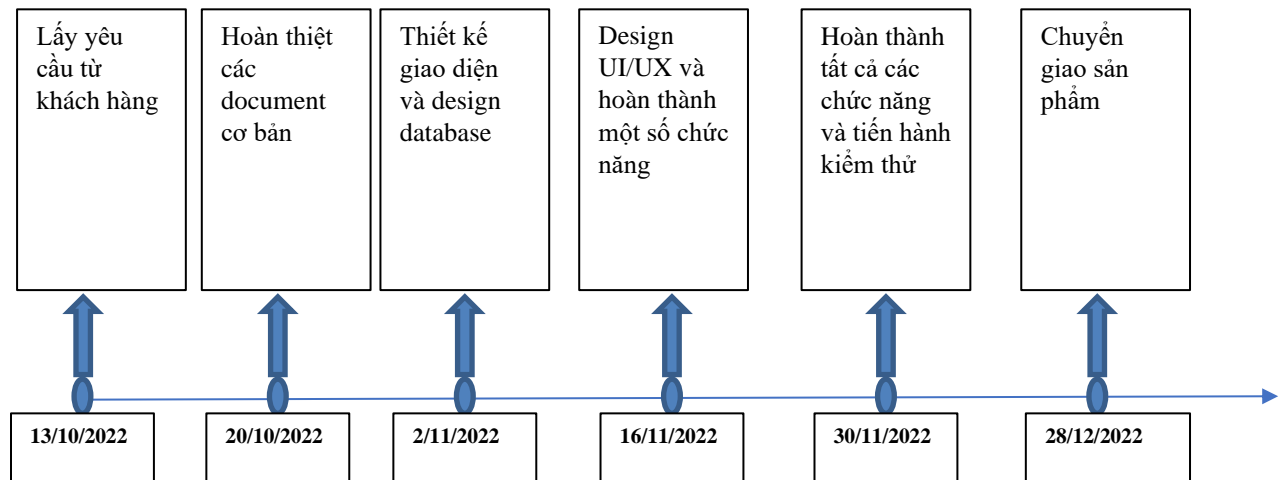 Lấy yêu
cầu từ
khách hàng
Hoàn thiệt
các
document
cơ bản
Thiết kế
giao diện
và design
database
Design
UI/UX và
hoàn thành
một số chức
năng
Hoàn thành
tất cả các
chức năng
và tiến hành
kiểm thử
Chuyển
giao sản
phẩm
13/10/2022
20/10/2022
2/11/2022
16/11/2022
30/11/2022
28/12/2022